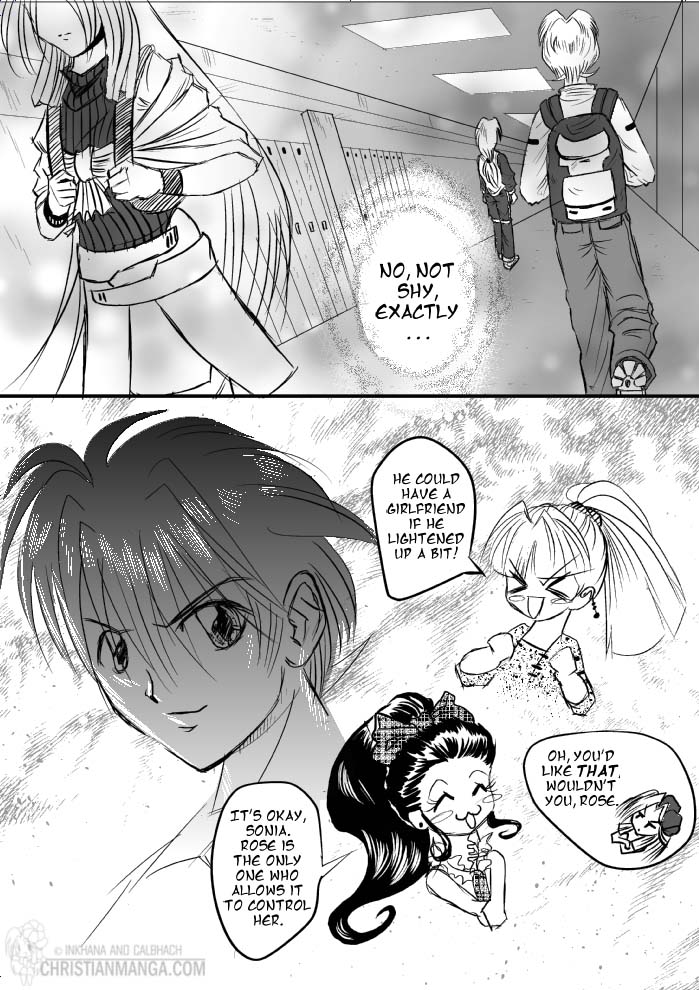 NO, NOT
SHY,
EXACTLY
...
HE COULD
HAVE A
GIRLFRIEND
IF HE
LIGHTENED
UP A BIT!
OH, YOU'D
LIKE THAT,
WOULDN'T
YOU, ROSE.
IT'S OKAY,
SONIA.
ROSE IS
THE ONLY
ONE WHO
ALLOWS IT
TO CONTROL
HER.
© INKHANA AND CALBHACH
CHRISTIANMANGA.COM